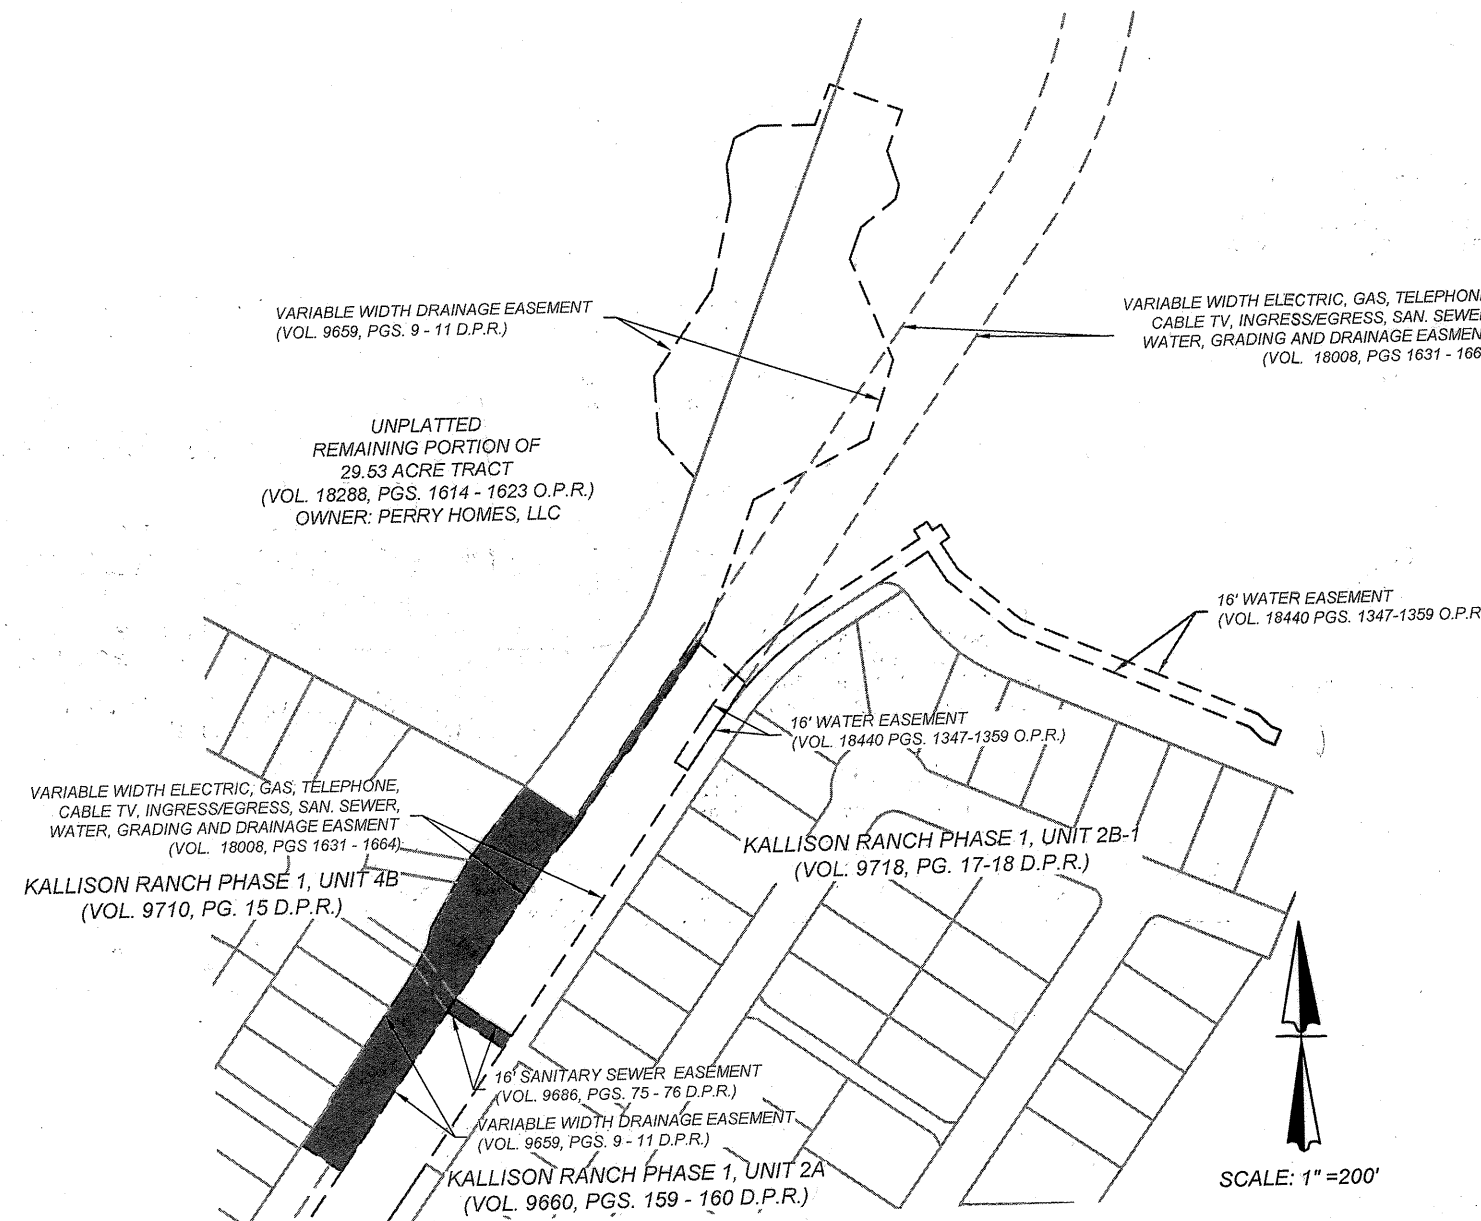 VARIABLE WIDTH DRAINAGE EASEMENT
(VOL. 9659, PGS. 9 - 11 D.P.R.)
VARIABLE WIDTH ELECTRIC, GAS, TELEPHONE
CABLE TV, INGRESS/EGRESS, SAN. SEWER
WATER, GRADING AND DRAINAGE EASMEN
(VOL. 18008, PGS 1631 - 166
UNPLATTED
REMAINING PORTION OF
29.53 ACRE TRACT
(VOL. 18288, PGS. 1614 - 1623 O.P.R.)
OWNER: PERRY HOMES, LLC
16' WATER EASEMENT
(VOL. 18440 PGS. 1347-1359 O.P.R
16' WATER EASEMENT
(VOL. 18440 PGS. 1347-1359 O.P.R.)
VARIABLE WIDTH ELECTRIC, GAS, TELEPHONE,
CABLE TV, INGRESS/EGRESS, SAN. SEWER,
WATER, GRADING AND DRAINAGE EASMENT
(VOL. 18008, PGS 1631 - 1664)
KALLISON RANCH PHASE 1, UNIT 4B
(VOL. 9710, PG. 15 D.P.R.)
KALLISON RANCH PHASE 1, UNIT 2B-1
(VOL. 9718, PG. 17-18 D.P.R.)
16' SANITARY SEWER EASEMENT
(VOL. 9686, PGS. 75 - 76 D.P.R.)
VARIABLE WIDTH DRAINAGE EASEMENT
(VOL. 9659, PGS. 9 - 11 D.P.R.)
KALLISON RANCH PHASE 1, UNIT 2A
(VOL. 9660, PGS. 159 - 160 D.P.R.)
SCALE: 1" =200'